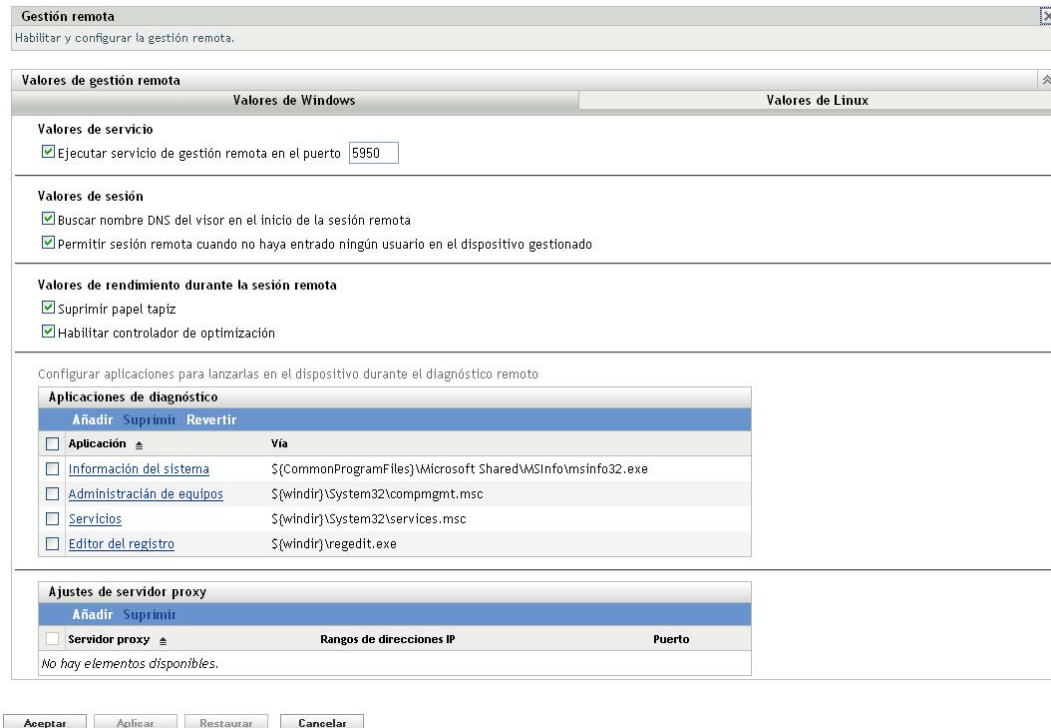 Gestión remota
Habilitar y configurar la gestión remota.
Valores de gestión remota
Valores de Windows
Valores de Linux
Valores de servicio
Ejecutar servicio de gestión remota en el puerto 5950
Valores de sesión
Buscar nombre DNS del visor en el inicio de la sesión remota
Permitir sesión remota cuando no haya entrado ningún usuario en el dispositivo gestionado
Valores de rendimiento durante la sesión remota
Suprimir papel tapiz
Habilitar controlador de optimización
Configurar aplicaciones para lanzarlas en el dispositivo durante el diagnóstico remoto
Aplicaciones de diagnóstico
Añadir Suprimir Revertir
Aplicación Vía
Información del sistema ${CommonProgramFiles}\Microsoft Shared\MSInfo\msinfo32.exe
Administracián de equipos ${windir}\System32\compmgmt.msc
Servicios ${windir}\System32\services.msc
Editor del registro ${windir}\regedit.exe
Ajustes de servidor proxy
Añadir Suprimir
Servidor proxy Rangos de direcciones IP Puerto
No hay elementos disponibles.
Aceptar Aplicar Restaurar Cancelar